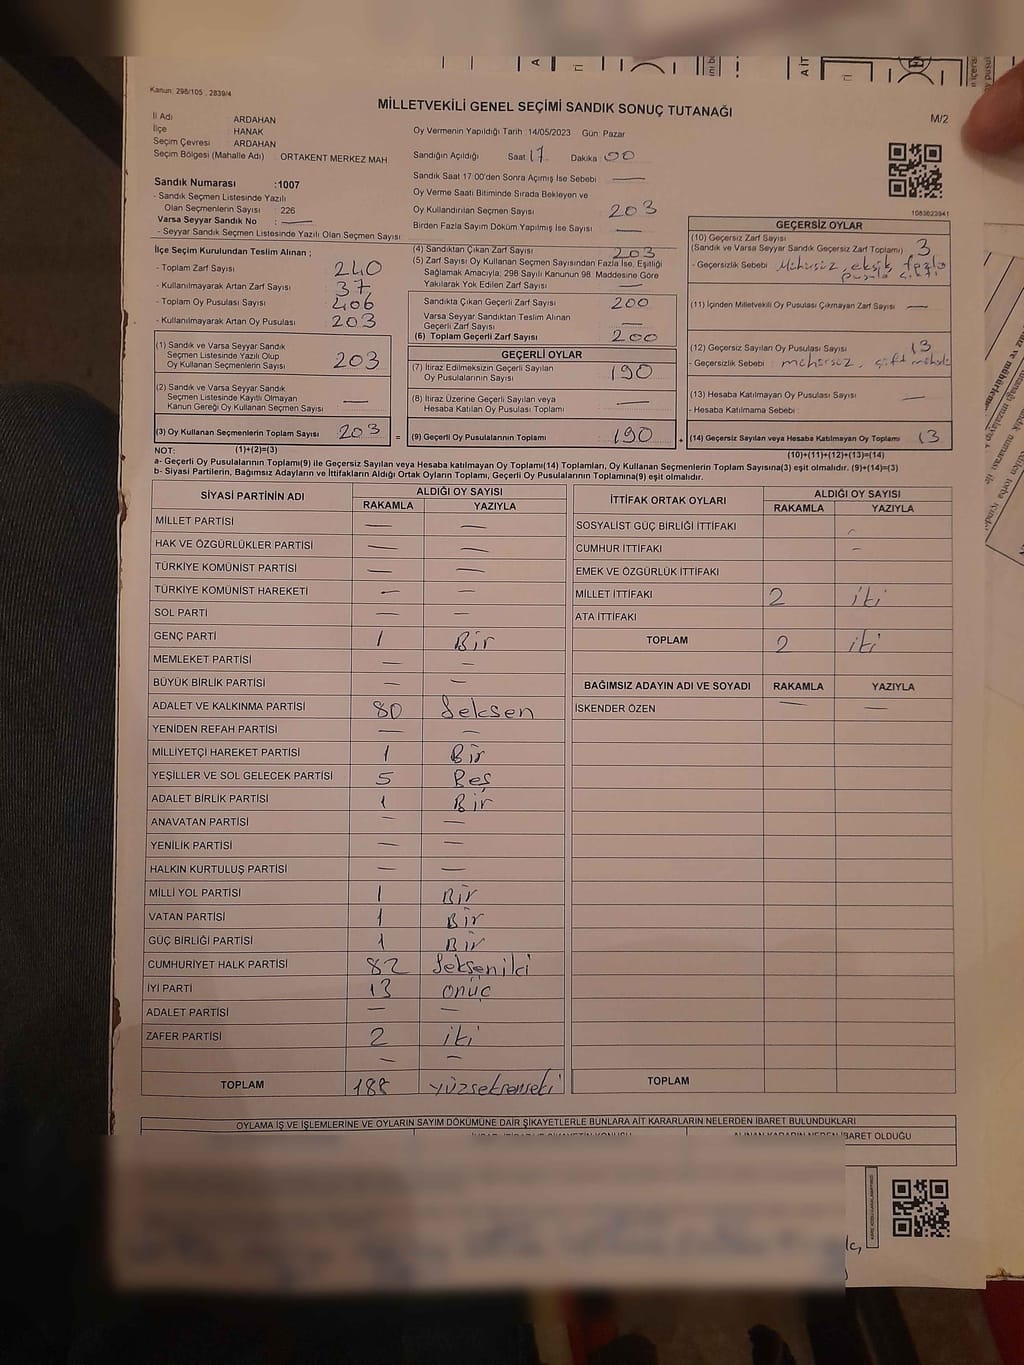 Kanun: 298/105 , 2839/4
MİLLETVEKİLİ GENEL SEÇİMİ SANDIK SONUÇ TUTANAĞI
M/2
İl Adı ARDAHAN
İlçe HANAK
Seçim Çevresi ARDAHAN
Seçim Bölgesi (Mahalle Adı) ORTAKENT MERKEZ MAH.
Sandık Numarası :1007
- Sandık Seçmen Listesinde Yazılı
Olan Seçmenlerin Sayısı : 226
Varsa Seyyar Sandık No : —
- Seyyar Sandık Seçmen Listesinde Yazılı Olan Seçmen Sayısı
Oy Vermenin Yapıldığı Tarih :14/05/2023 Gün: Pazar
Sandığın Açıldığı Saat 17 Dakika 00
Sandık Saat 17:00'den Sonra Açımış İse Sebebi : —
Oy Verme Saati Bitiminde Sırada Bekleyen ve
Oy Kullandırılan Seçmen Sayısı : 203
Birden Fazla Sayım Döküm Yapılmış İse Sayısı : —
1083623941
İlçe Seçim Kurulundan Teslim Alınan ;
- Toplam Zarf Sayısı : 240
- Kullanılmayarak Artan Zarf Sayısı : 37
- Toplam Oy Pusulası Sayısı : 406
- Kullanılmayarak Artan Oy Pusulası : 203
(1) Sandık ve Varsa Seyyar Sandık
Seçmen Listesinde Yazılı Olup
Oy Kullanan Seçmenlerin Sayısı : 203
(2) Sandık ve Varsa Seyyar Sandık
Seçmen Listesinde Kayıtlı Olmayan
Kanun Gereği Oy Kullanan Seçmen Sayısı : —
(3) Oy Kullanan Seçmenlerin Toplam Sayısı : 203 =
(4) Sandıktan Çıkan Zarf Sayısı : 203
(5) Zarf Sayısı Oy Kullanan Seçmen Sayısından Fazla İse, Eşitliği
Sağlamak Amacıyla; 298 Sayılı Kanunun 98. Maddesine Göre
Yakılarak Yok Edilen Zarf Sayısı : —
Sandıkta Çıkan Geçerli Zarf Sayısı : 200
Varsa Seyyar Sandıktan Teslim Alınan
Geçerli Zarf Sayısı : —
(6) Toplam Geçerli Zarf Sayısı : 200
GEÇERLİ OYLAR
(7) İtiraz Edilmeksizin Geçerli Sayılan
Oy Pusulalarının Sayısı : 190
(8) İtiraz Üzerine Geçerli Sayılan veya
Hesaba Katılan Oy Pusulası Toplamı : —
(9) Geçerli Oy Pusulalarının Toplamı : 190 +
GEÇERSİZ OYLAR
(10) Geçersiz Zarf Sayısı
(Sandık ve Varsa Seyyar Sandık Geçersiz Zarf Toplamı) : 3
- Geçersizlik Sebebi : Mühürsüz, eksik fazla
pusula
(11) İçinden Milletvekili Oy Pusulası Çıkmayan Zarf Sayısı : —
(12) Geçersiz Sayılan Oy Pusulası Sayısı : 13
- Geçersizlik Sebebi : mühürsüz, çift
(13) Hesaba Katılmayan Oy Pusulası Sayısı : —
- Hesaba Katılmama Sebebi :
(14) Geçersiz Sayılan veya Hesaba Katılmayan Oy Toplamı : 13
NOT: (1)+(2)=(3) (10)+(11)+(12)+(13)=(14)
a- Geçerli Oy Pusulalarının Toplamı(9) ile Geçersiz Sayılan veya Hesaba katılmayan Oy Toplamı(14) Toplamları, Oy Kullanan Seçmenlerin Toplam Sayısına(3) eşit olmalıdır. (9)+(14)=(3)
b- Siyasi Partilerin, Bağımsız Adayların ve İttifakların Aldığı Ortak Oyların Toplamı, Geçerli Oy Pusulalarının Toplamına(9) eşit olmalıdır.
SİYASİ PARTİNİN ADI ALDIĞI OY SAYISI
RAKAMLA YAZIYLA
MİLLET PARTİSİ — —
HAK VE ÖZGÜRLÜKLER PARTİSİ — —
TÜRKİYE KOMÜNİST PARTİSİ — —
TÜRKİYE KOMÜNİST HAREKETİ — —
SOL PARTİ — —
GENÇ PARTİ 1 Bir
MEMLEKET PARTİSİ — —
BÜYÜK BİRLİK PARTİSİ — —
ADALET VE KALKINMA PARTİSİ 80 Seksen
YENİDEN REFAH PARTİSİ — —
MİLLİYETÇİ HAREKET PARTİSİ 1 Bir
YEŞİLLER VE SOL GELECEK PARTİSİ 5 Beş
ADALET BİRLİK PARTİSİ 1 Bir
ANAVATAN PARTİSİ — —
YENİLİK PARTİSİ — —
HALKIN KURTULUŞ PARTİSİ — —
MİLLİ YOL PARTİSİ 1 Bir
VATAN PARTİSİ 1 Bir
GÜÇ BİRLİĞİ PARTİSİ 1 Bir
CUMHURİYET HALK PARTİSİ 82 Sekseniki
İYİ PARTİ 13 onüç
ADALET PARTİSİ — —
ZAFER PARTİSİ 2 iki
— —
TOPLAM 188 yüzseksenseki
İTTİFAK ORTAK OYLARI ALDIĞI OY SAYISI
RAKAMLA YAZIYLA
SOSYALİST GÜÇ BİRLİĞİ İTTİFAKI
CUMHUR İTTİFAKI –
EMEK VE ÖZGÜRLÜK İTTİFAKI
MİLLET İTTİFAKI 2 iki
ATA İTTİFAKI
TOPLAM 2 iki
BAĞIMSIZ ADAYIN ADI VE SOYADI RAKAMLA YAZIYLA
İSKENDER ÖZEN — —
TOPLAM
OYLAMA İŞ VE İŞLEMLERİNE VE OYLARIN SAYIM DÖKÜMÜNE DAİR ŞİKAYETLERLE BUNLARA AİT KARARLARIN NELERDEN İBARET BULUNDUKLARI
ALINAN KARARIN NEDEN İBARET OLDUĞU